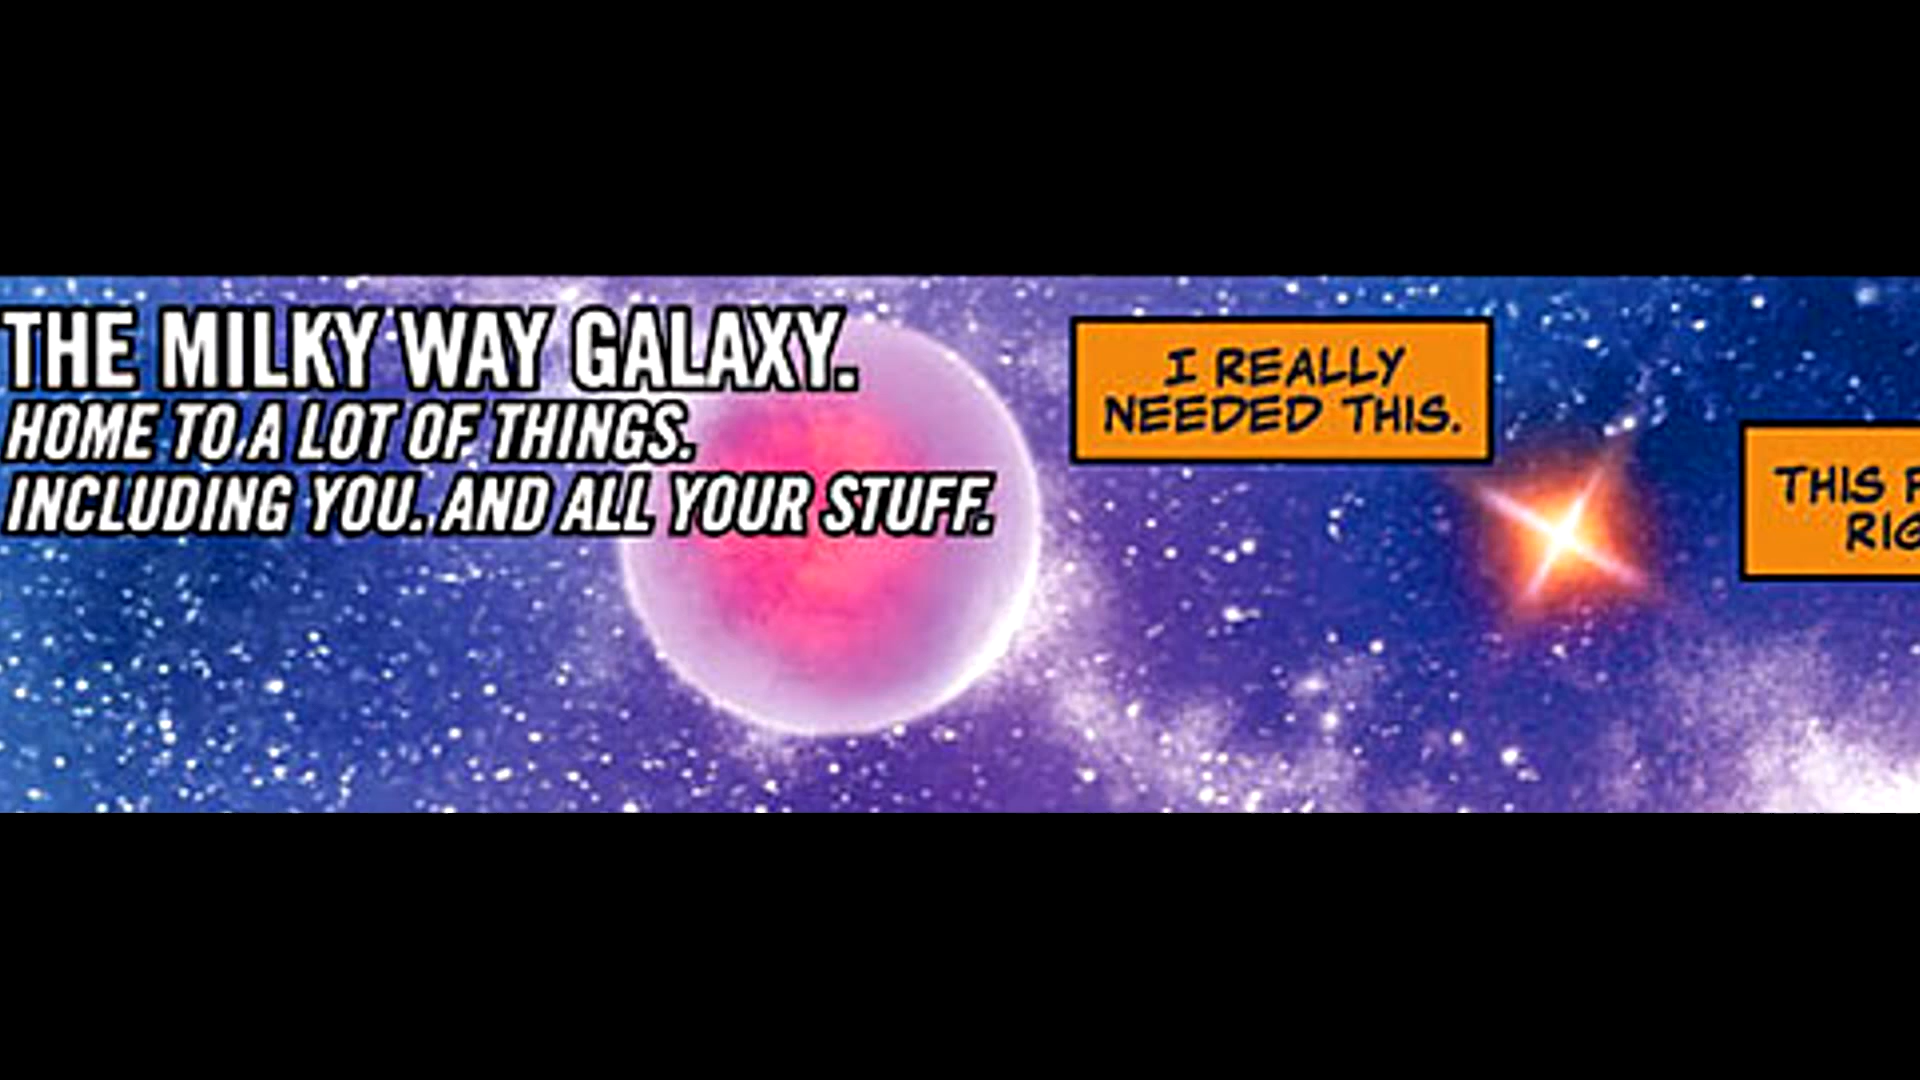 THE MILKY WAY GALAXY.
HOME TO A LOT OF THINGS.
INCLUDING YOU. AND ALL YOUR STUFF.
I REALLY
NEEDED THIS.
THIS